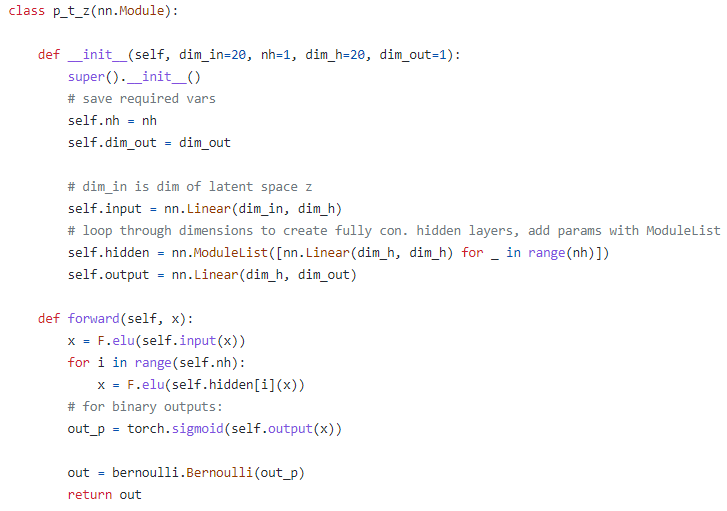 class p_t_z(nn.Module):
def __init__(self, dim_in=20, nh=1, dim_h=20, dim_out=1):
super().__init__()
# save required vars
self.nh = nh
self.dim_out = dim_out
# dim_in is dim of latent space z
self.input = nn.Linear(dim_in, dim_h)
# loop through dimensions to create fully con. hidden layers, add params with ModuleList
self.hidden = nn.ModuleList([nn.Linear(dim_h, dim_h) for _ in range(nh)])
self.output = nn.Linear(dim_h, dim_out)
def forward(self, x):
x = F.elu(self.input(x))
for i in range(self.nh):
x = F.elu(self.hidden[i](x))
# for binary outputs:
out_p = torch.sigmoid(self.output(x))
out = bernoulli.Bernoulli(out_p)
return out